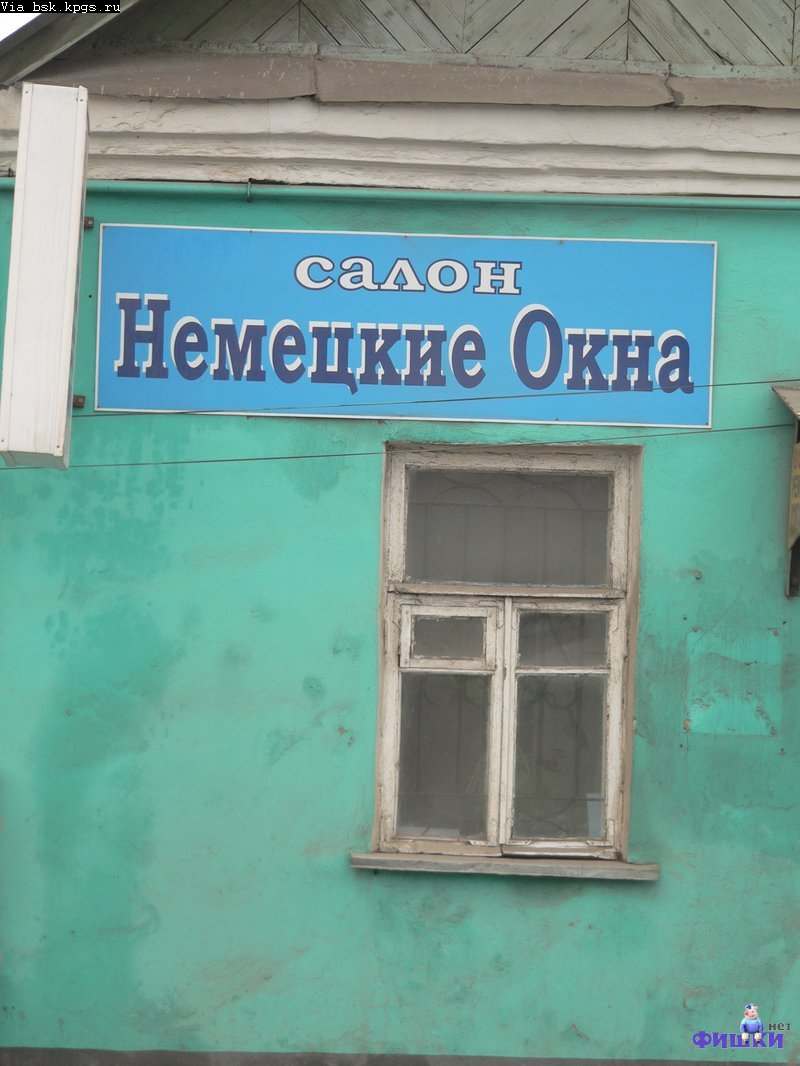 Via bsk.kpgs.ru
салон
Немецкие Окна
нет
Фишки